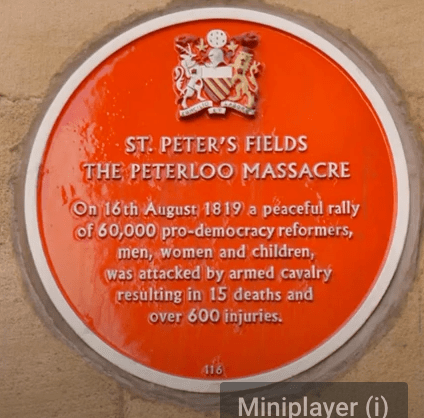 ST. PETER'S FIELDS
THE PETERLOO MASSACRE
On 16th August 1819 a peaceful rally
of 60,000 pro-democracy reformers,
men, women and children,
was attacked by armed cavalry
resulting in 15 deaths and
over 600 injuries.
416
Miniplayer (i)